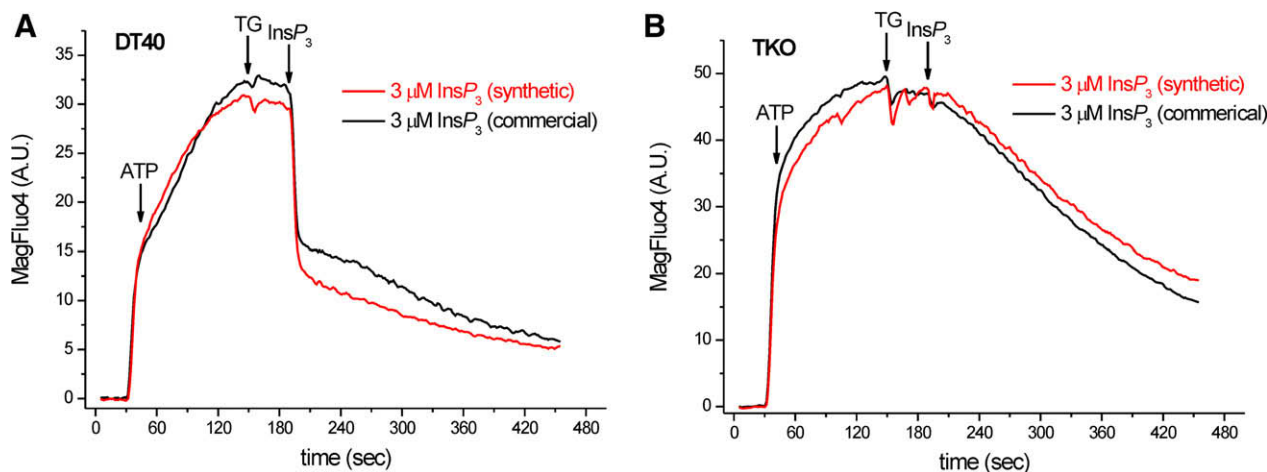 A
DT40
TG
InsP3
3 μM InsP3 (synthetic)
3 μM InsP3 (commercial)
ATP
MagFluo4 (A.U.)
35
30
25
20
15
10
5
0
0 60 120 180 240 300 360 420 480
time (sec)
B
TKO
TG
InsP3
3 μM InsP3 (synthetic)
3 μM InsP3 (commerical)
ATP
MagFluo4 (A.U.)
50
40
30
20
10
0
0 60 120 180 240 300 360 420 480
time (sec)